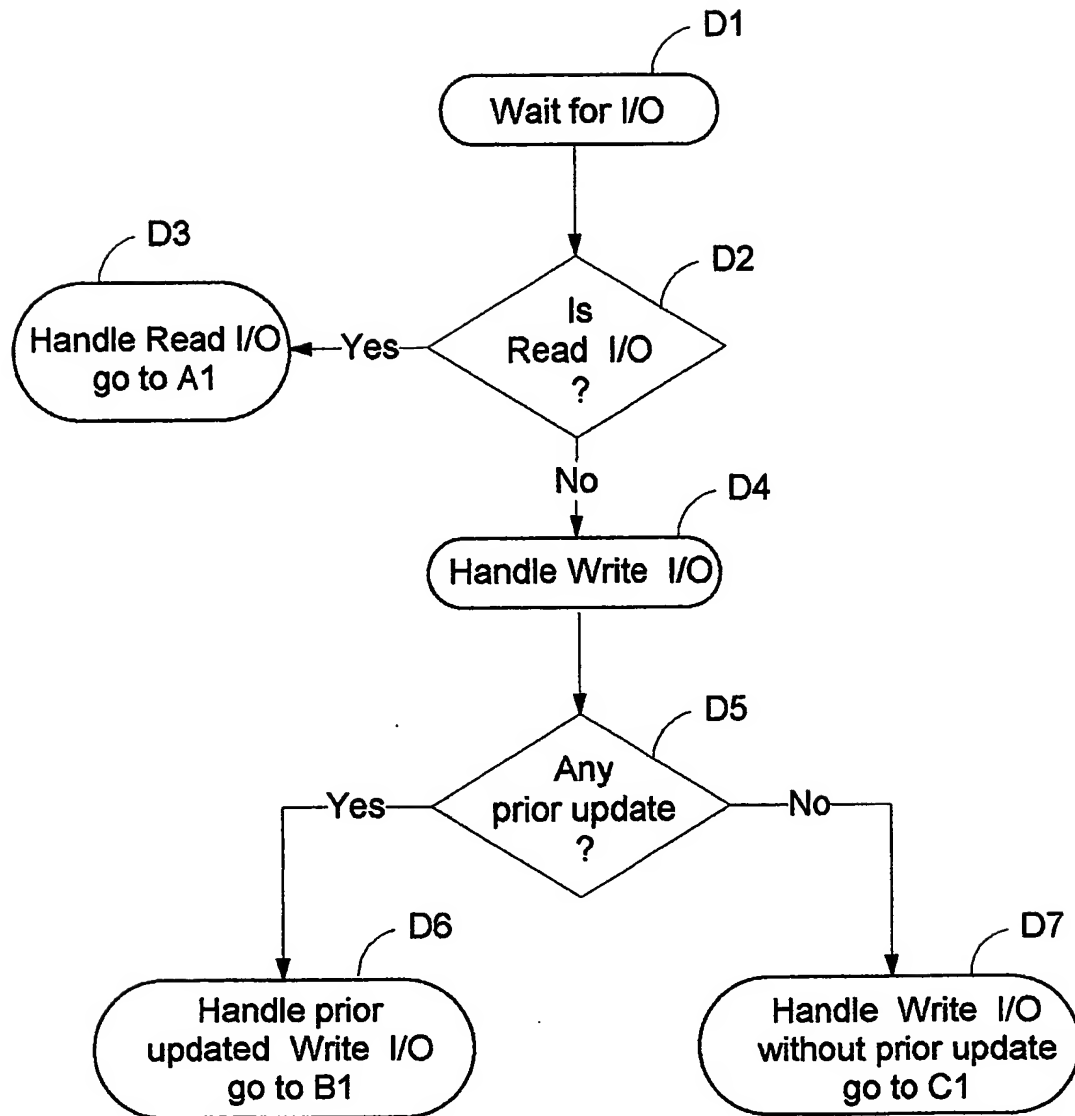 D1
Wait for I/O
D3
D2
Handle Read I/O
go to A1
Yes
Is
Read I/O
?
No
D4
Handle Write I/O
D5
Any
prior update
?
Yes
No
D6
D7
Handle prior
updated Write I/O
go to B1
Handle Write I/O
without prior update
go to C1